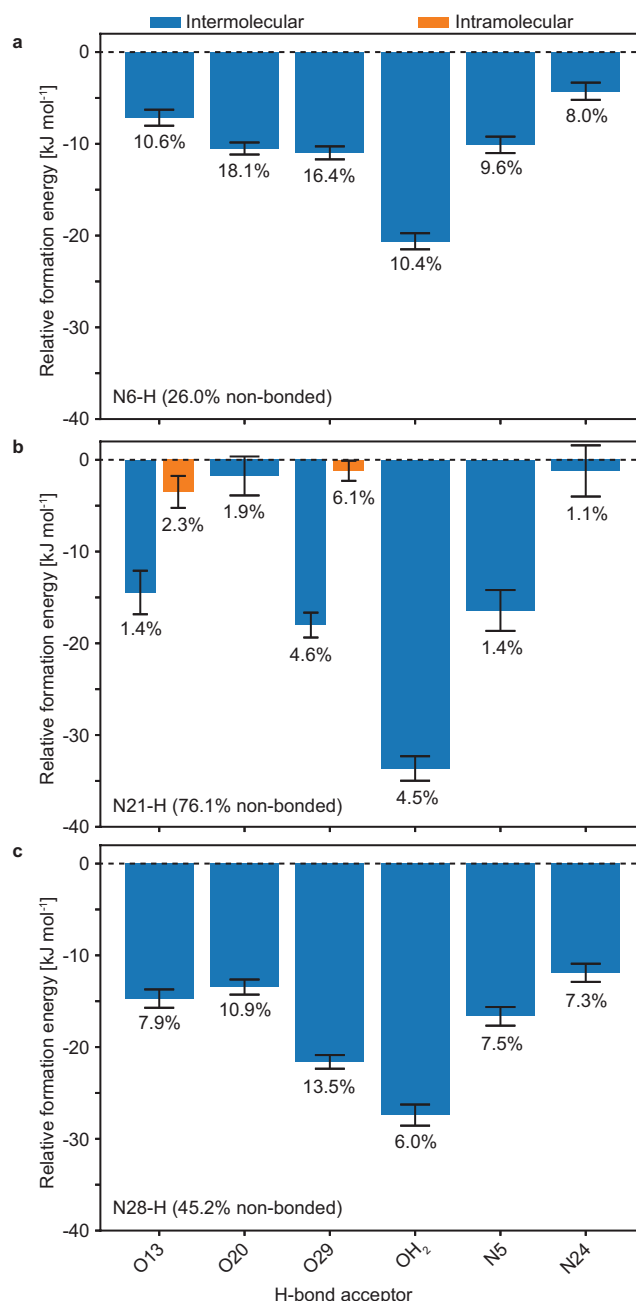 Intermolecular Intramolecular
a
0
-10
-20
-30
-40
Relative formation energy [kJ mol⁻¹]
10.6% 18.1% 16.4% 10.4% 9.6% 8.0%
N6-H (26.0% non-bonded)
b
0
-10
-20
-30
-40
Relative formation energy [kJ mol⁻¹]
1.4% 2.3% 1.9% 4.6% 6.1% 4.5% 1.4% 1.1%
N21-H (76.1% non-bonded)
c
0
-10
-20
-30
-40
Relative formation energy [kJ mol⁻¹]
7.9% 10.9% 13.5% 6.0% 7.5% 7.3%
N28-H (45.2% non-bonded)
O13 O20 O29 OH₂ N5 N24
H-bond acceptor